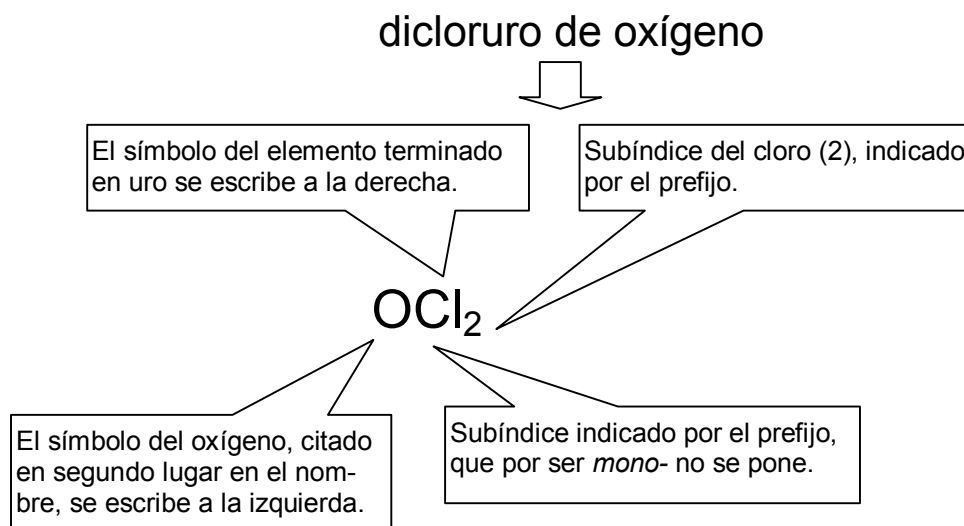 dicloruro de oxígeno
El símbolo del elemento terminado
en uro se escribe a la derecha.
Subíndice del cloro (2), indicado
por el prefijo.
OCl₂
El símbolo del oxígeno, citado
en segundo lugar en el nom-
bre, se escribe a la izquierda.
Subíndice indicado por el prefijo,
que por ser mono- no se pone.